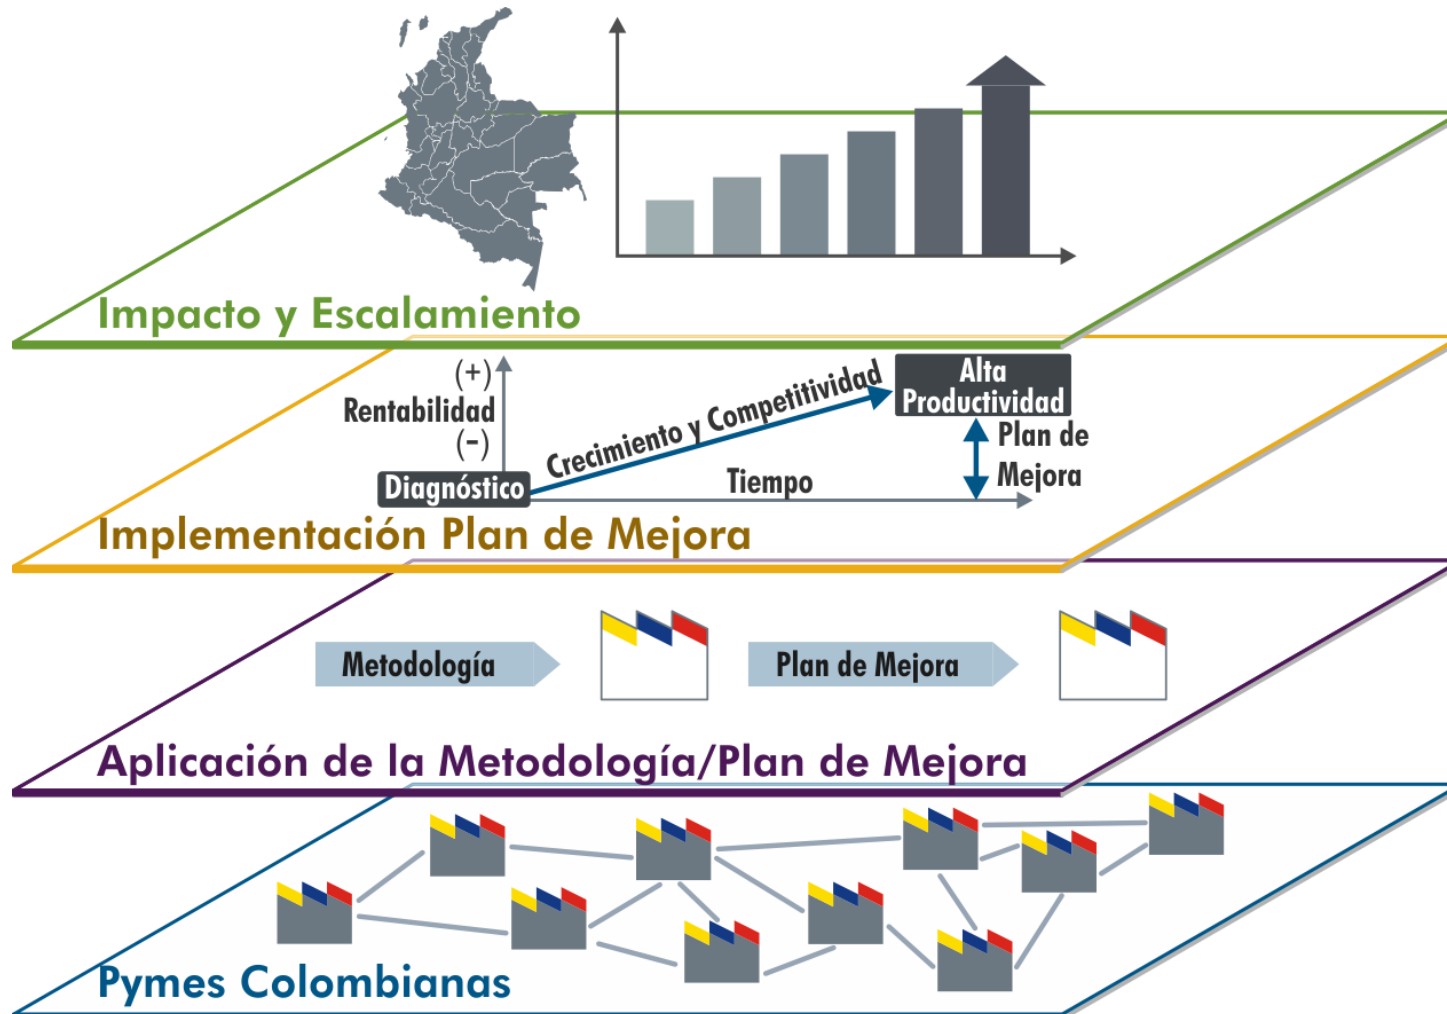 Impacto y Escalamiento
(+)
Rentabilidad
(-)
Diagnóstico
Crecimiento y Competitividad
Alta
Productividad
Plan de
Mejora
Tiempo
Implementación Plan de Mejora
Metodología
Plan de Mejora
Aplicación de la Metodología/Plan de Mejora
Pymes Colombianas